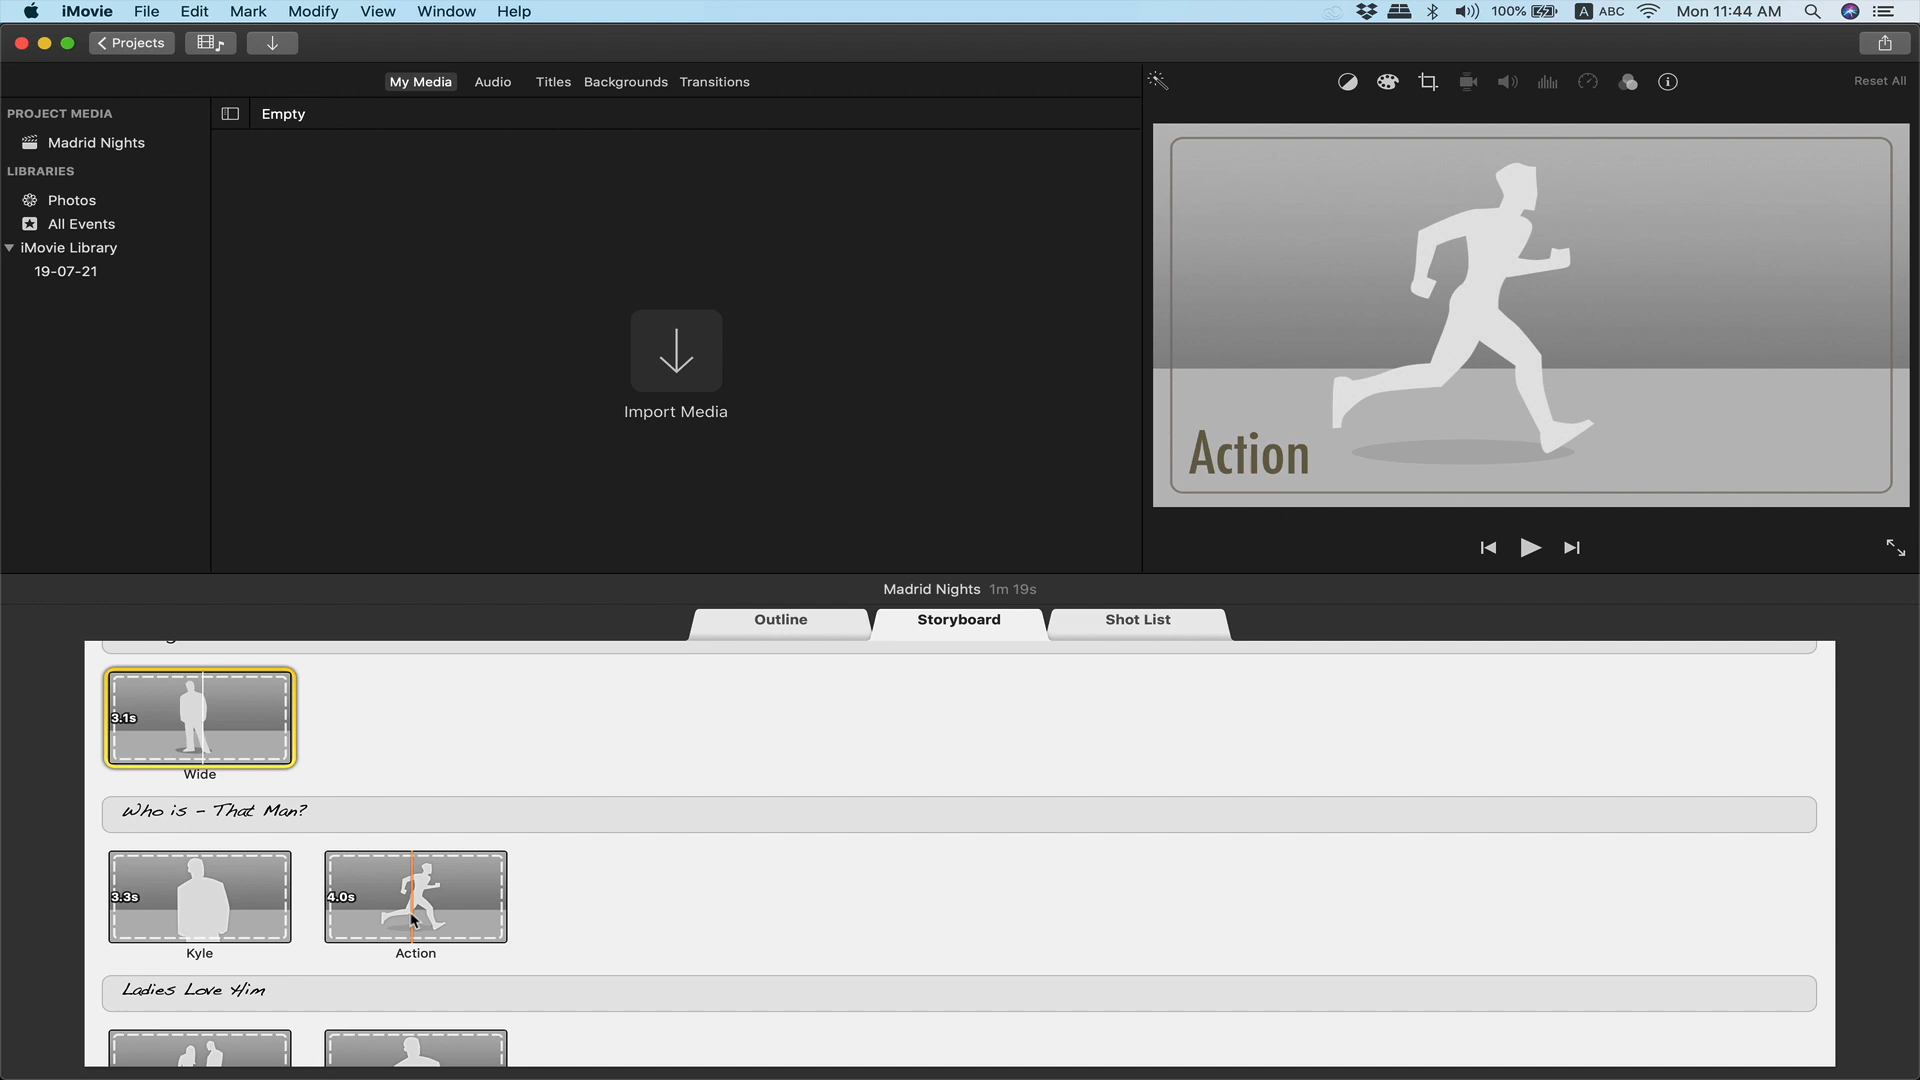 iMovie File Edit Mark Modify View Window Help 100% A ABC Mon 11:44 AM
Projects
My Media Audio Titles Backgrounds Transitions
Reset All
PROJECT MEDIA
Empty
Madrid Nights
LIBRARIES
Photos
All Events
iMovie Library
19-07-21
Import Media
Action
Madrid Nights 1m 19s
Outline Storyboard Shot List
3.1s
Wide
Who is - That Man?
3.3s 4.0s
Kyle Action
Ladies Love Him